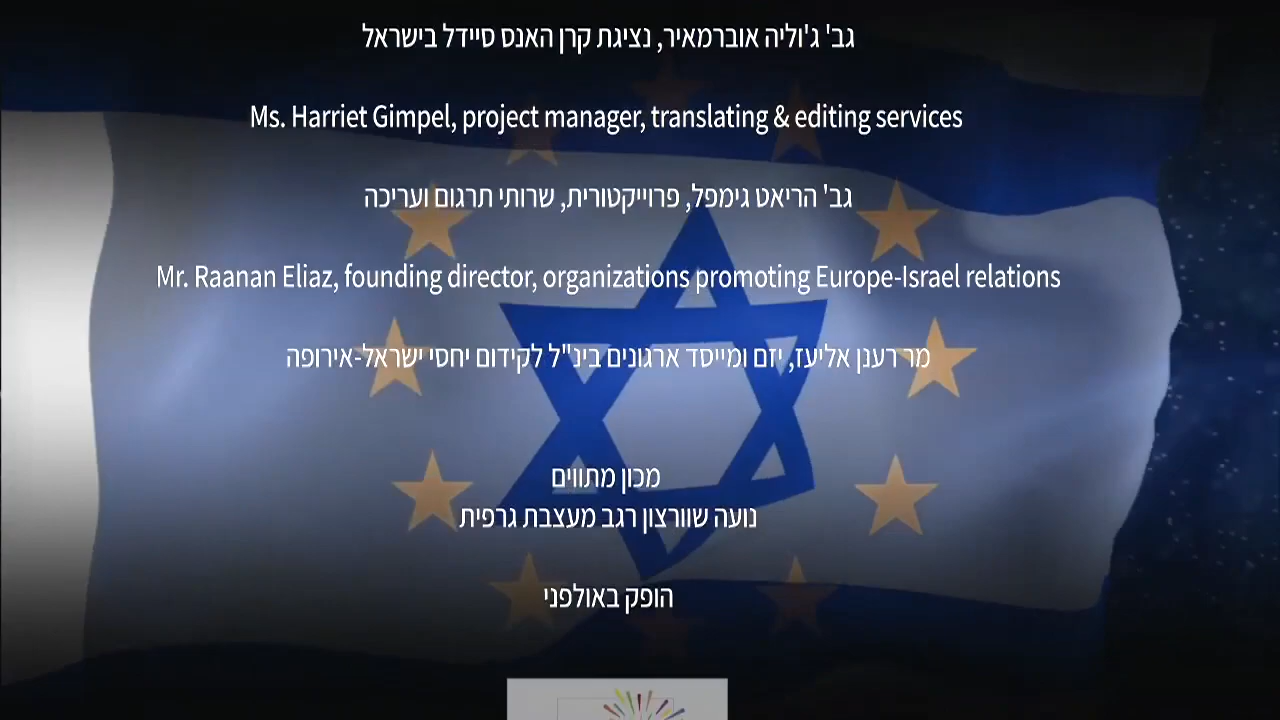 גב' ג'וליה אוברמאיר, נציגת קרן האנס סיידל בישראל
Ms. Harriet Gimpel, project manager, translating & editing services
גב' הריאט גימפל, פרוייקטורית, שרותי תרגום ועריכה
Mr. Raanan Eliaz, founding director, organizations promoting Europe-Israel relations
מר רענן אליעז, יזם ומייסד ארגונים בינ"ל לקידום יחסי ישראל-אירופה
מכון מתווים
נועה שוורצון רגב מעצבת גרפית
הופק באולפני